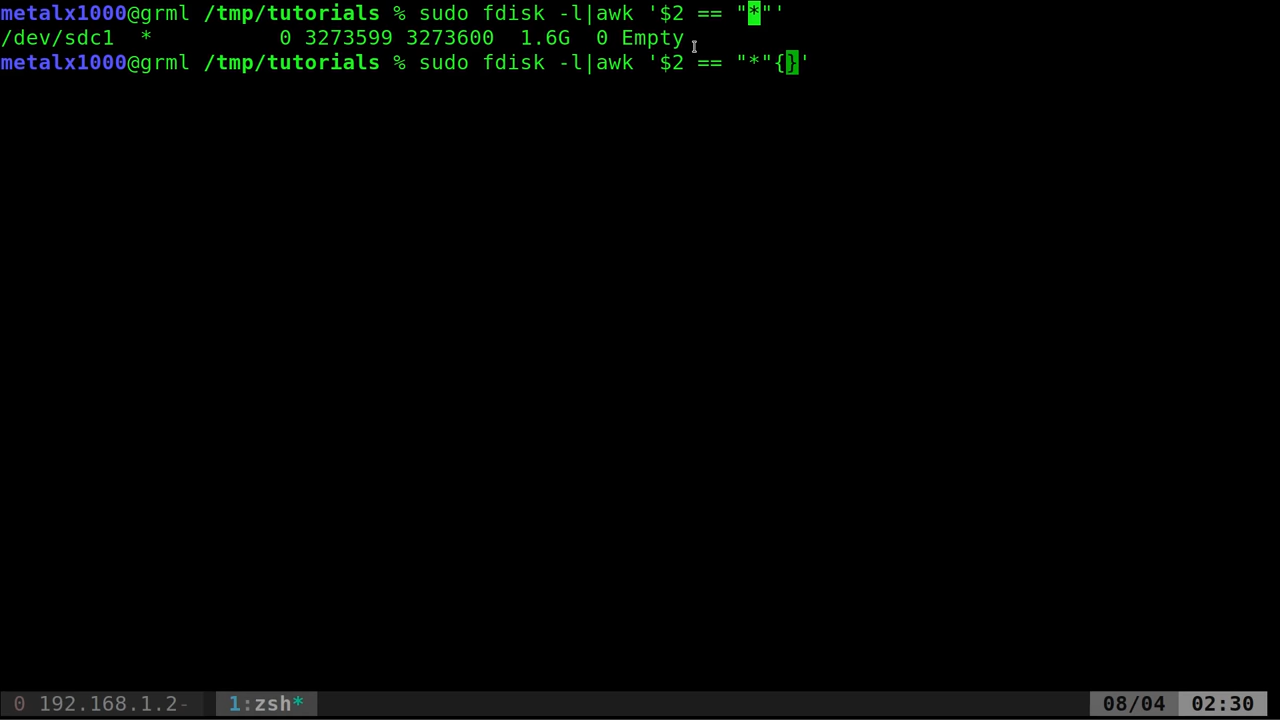 metalx1000@grml /tmp/tutorials % sudo fdisk -l|awk '$2 == "*"'
/dev/sdc1  *          0 3273599 3273600  1.6G  0 Empty
metalx1000@grml /tmp/tutorials % sudo fdisk -l|awk '$2 == "*"{}'
0 192.168.1.2- 1:zsh* 08/04 02:30